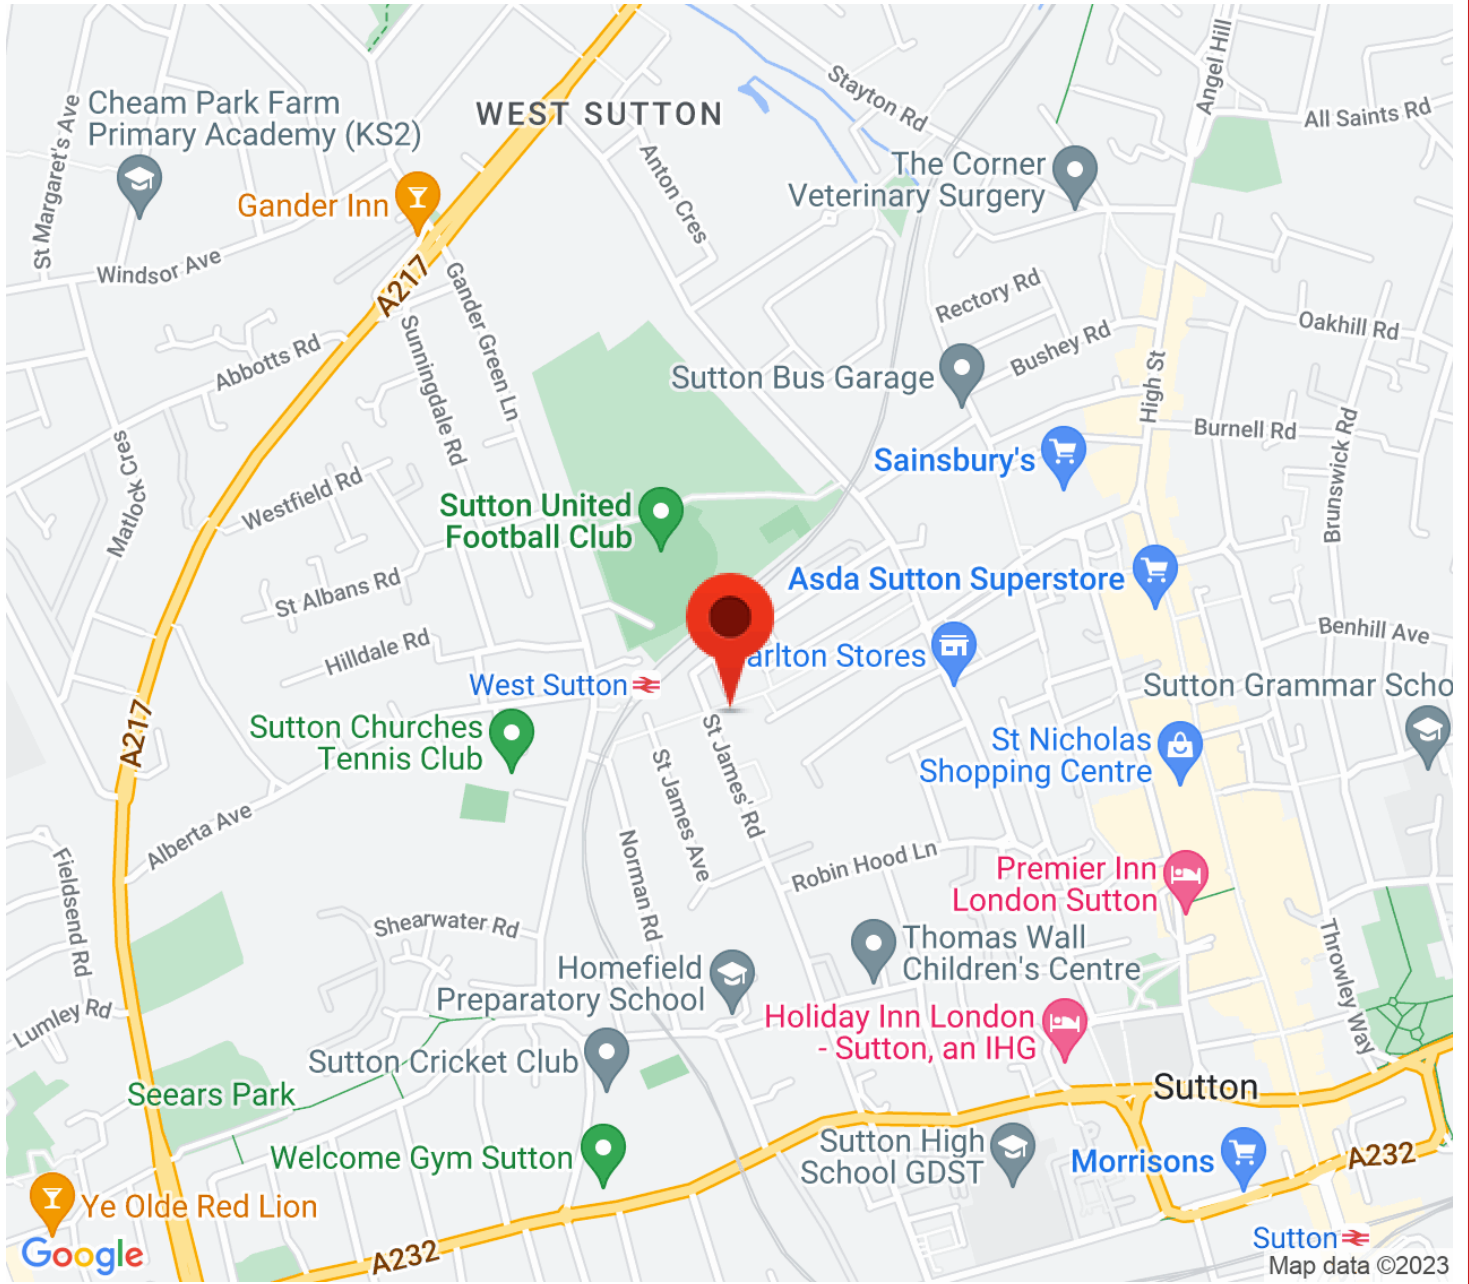 Angel Hill
Stayton Rd
Cheam Park Farm
Primary Academy (KS2)
WEST SUTTON
All Saints Rd
St Margaret's Ave
Anton Cres
The Corner
Veterinary Surgery
Gander Inn
Windsor Ave
A217
Gander Green Ln
Rectory Rd
Oakhill Rd
Bushey Rd
Abbotts Rd
Sunningdale Rd
Sutton Bus Garage
High St
Burnell Rd
Brunswick Rd
Sainsbury's
Matlock Cres
Westfield Rd
Sutton United
Football Club
Asda Sutton Superstore
St Albans Rd
Benhill Ave
Hilldale Rd
arlton Stores
West Sutton
Sutton Grammar Scho
A217
Sutton Churches
Tennis Club
St James' Rd
St James Ave
St Nicholas
Shopping Centre
Alberta Ave
Norman Rd
Robin Hood Ln
Premier Inn
London Sutton
Fieldsend Rd
Shearwater Rd
Thomas Wall
Children's Centre
Throwley Way
Homefield
Preparatory School
Lumley Rd
Holiday Inn London
- Sutton, an IHG
Sutton Cricket Club
Seears Park
Sutton
Sutton High
School GDST
Welcome Gym Sutton
Morrisons
A232
Ye Olde Red Lion
Google
A232
Sutton
Map data ©2023